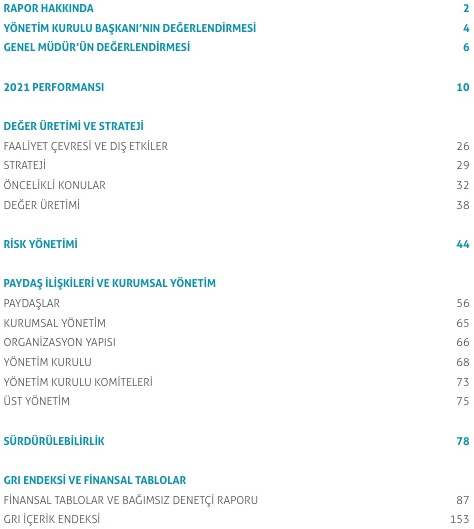 RAPOR HAKKINDA 2
YÖNETİM KURULU BAŞKANI’NIN DEĞERLENDİRMESİ 4
GENEL MÜDÜR’ÜN DEĞERLENDİRMESİ 6
2021 PERFORMANSI 10
DEĞER ÜRETİMİ VE STRATEJİ
FAALİYET ÇEVRESİ VE DIŞ ETKİLER 26
STRATEJİ 29
ÖNCELİKLİ KONULAR 32
DEĞER ÜRETİMİ 38
RİSK YÖNETİMİ 44
PAYDAŞ İLİŞKİLERİ VE KURUMSAL YÖNETİM
PAYDAŞLAR 56
KURUMSAL YÖNETİM 65
ORGANİZASYON YAPISI 66
YÖNETİM KURULU 68
YÖNETİM KURULU KOMİTELERİ 73
ÜST YÖNETİM 75
SÜRDÜRÜLEBİLİRLİK 78
GRI ENDEKSİ VE FİNANSAL TABLOLAR
FİNANSAL TABLOLAR VE BAĞIMSIZ DENETÇİ RAPORU 87
GRI İÇERİK ENDEKSİ 153